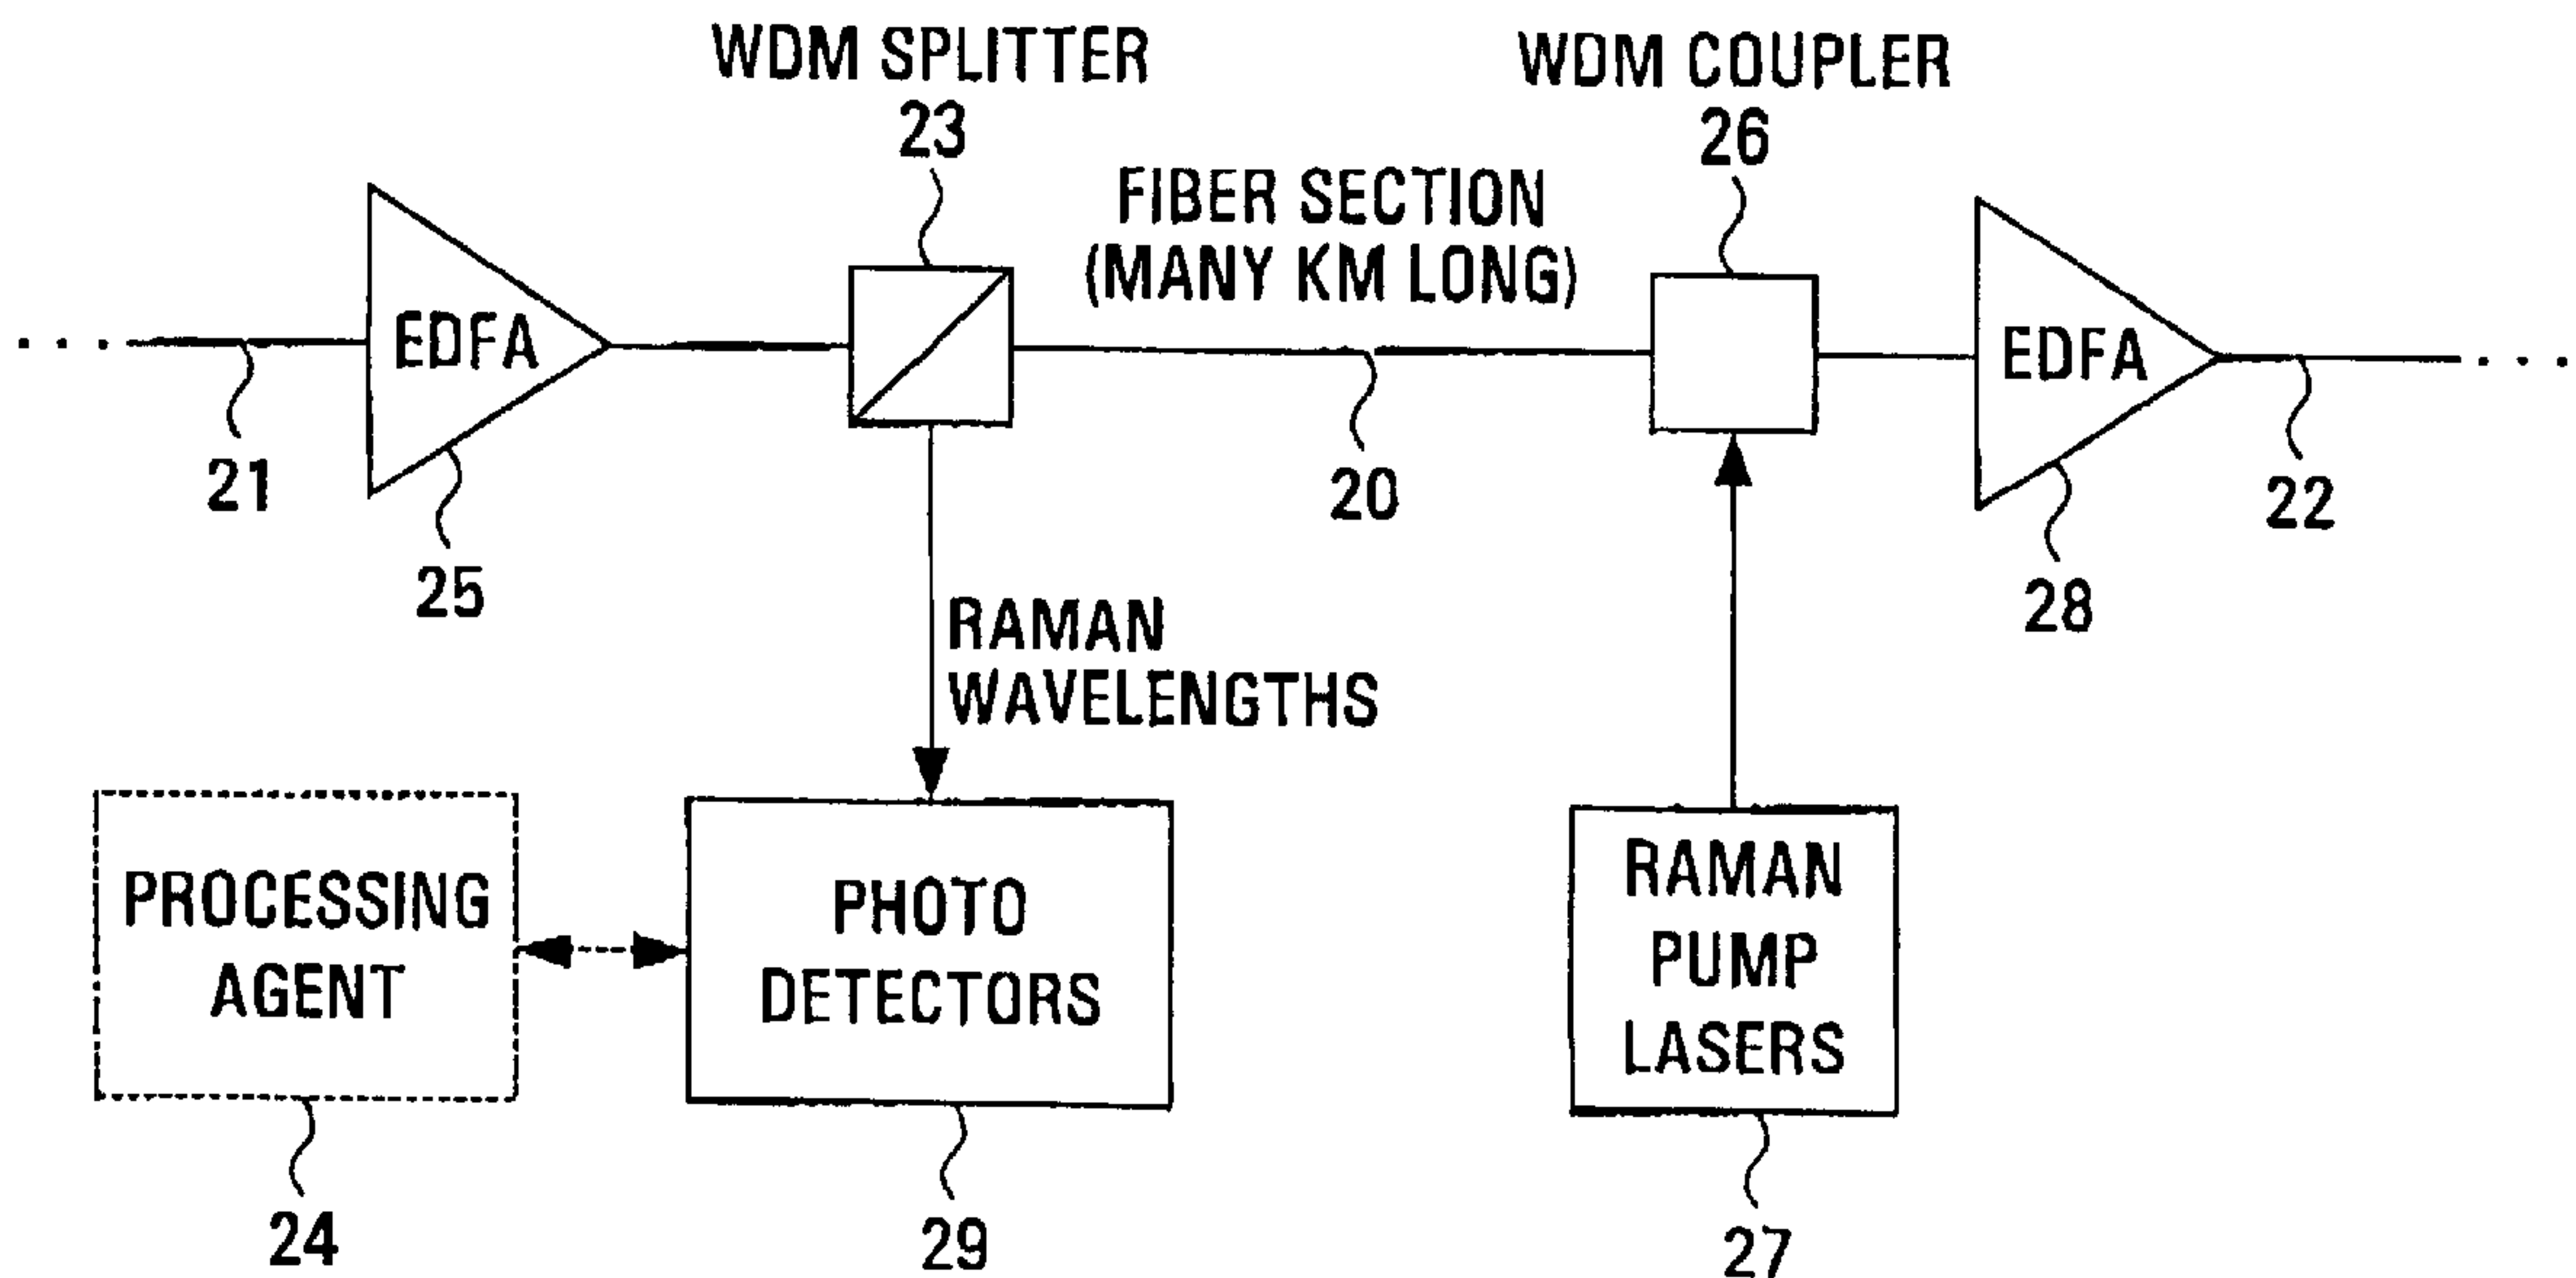 WDM SPLITTER
23
WDM COUPLER
26
FIBER SECTION
(MANY KM LONG)
EDFA
EDFA
21
25
20
28
22
RAMAN
WAVELENGTHS
PROCESSING
AGENT
PHOTO
DETECTORS
RAMAN
PUMP
LASERS
24
29
27